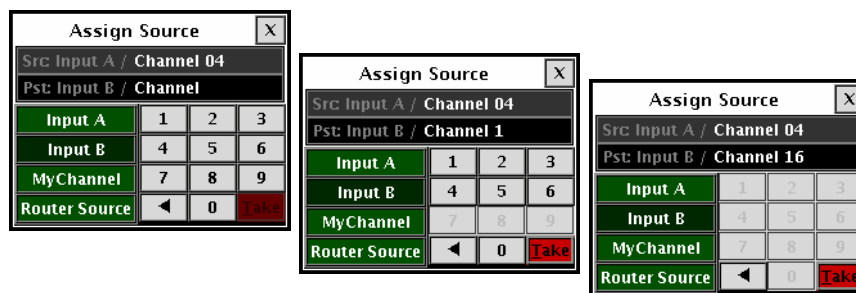 Assign Source X
Src: Input A / Channel 04
Pst: Input B / Channel
Input A 1 2 3
Input B 4 5 6
MyChannel 7 8 9
Router Source ◀ 0 Take
Assign Source X
Src: Input A / Channel 04
Pst: Input B / Channel 1
Input A 1 2 3
Input B 4 5 6
MyChannel 7 8 9
Router Source ◀ 0 Take
Assign Source X
Src: Input A / Channel 04
Pst: Input B / Channel 16
Input A 1 2 3
Input B 4 5 6
MyChannel 7 8 9
Router Source ◀ 0 Take